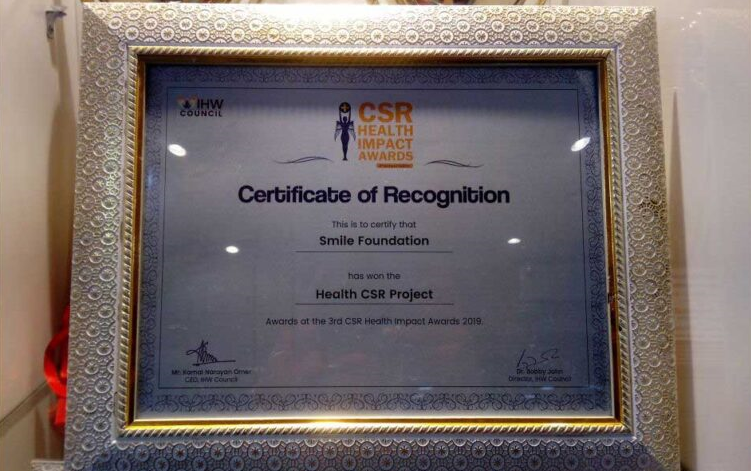 IHW
COUNCIL
CSR
HEALTH
IMPACT
AWARDS
Certificate of Recognition
This is to certify that
Smile Foundation
has won the
Health CSR Project
Awards at the 3rd CSR Health Impact Awards 2019.
Mr. Kamal Narayan Omer
CEO, IHW Council
Dr. Bobby John
Director, IHW Council